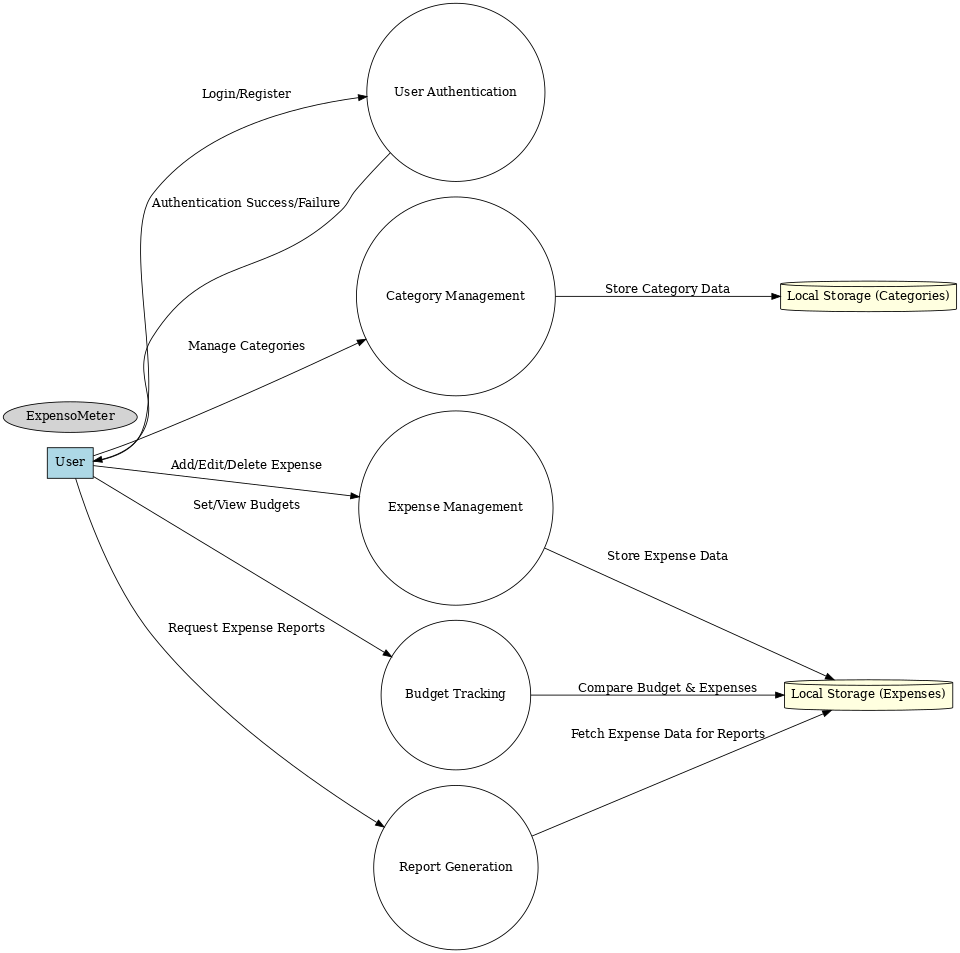 Login/Register
User Authentication
Authentication Success/Failure
Category Management
Store Category Data
Local Storage (Categories)
Manage Categories
ExpensoMeter
User
Add/Edit/Delete Expense
Set/View Budgets
Expense Management
Store Expense Data
Request Expense Reports
Budget Tracking
Compare Budget & Expenses
Local Storage (Expenses)
Fetch Expense Data for Reports
Report Generation